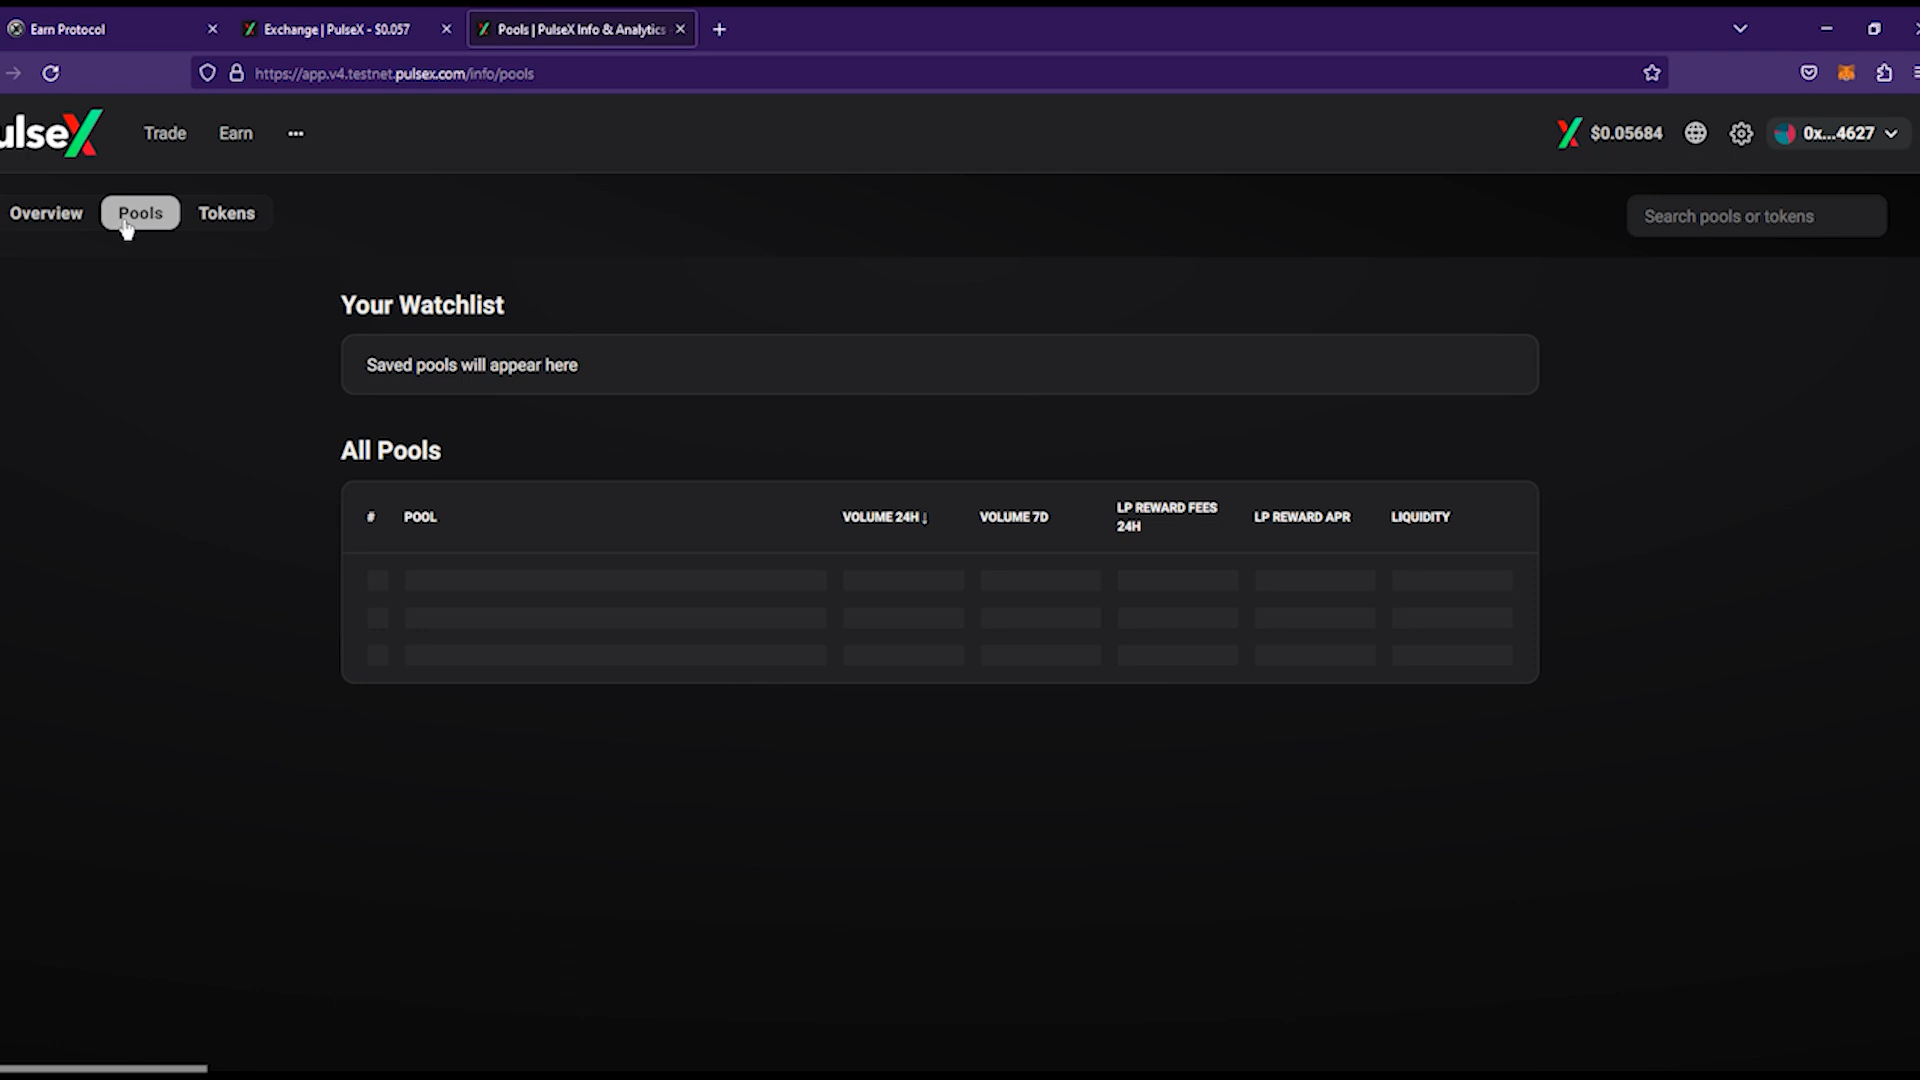 Earn Protocol
Exchange | PulseX - $0.057
Pools | PulseX Info & Analytics
https://app.v4.testnet.pulsex.com/info/pools
ulseX
Trade
Earn
$0.05684
0x...4627
Overview
Pools
Tokens
Search pools or tokens
Your Watchlist
Saved pools will appear here
All Pools
#
POOL
VOLUME 24H ↓
VOLUME 7D
LP REWARD FEES
24H
LP REWARD APR
LIQUIDITY